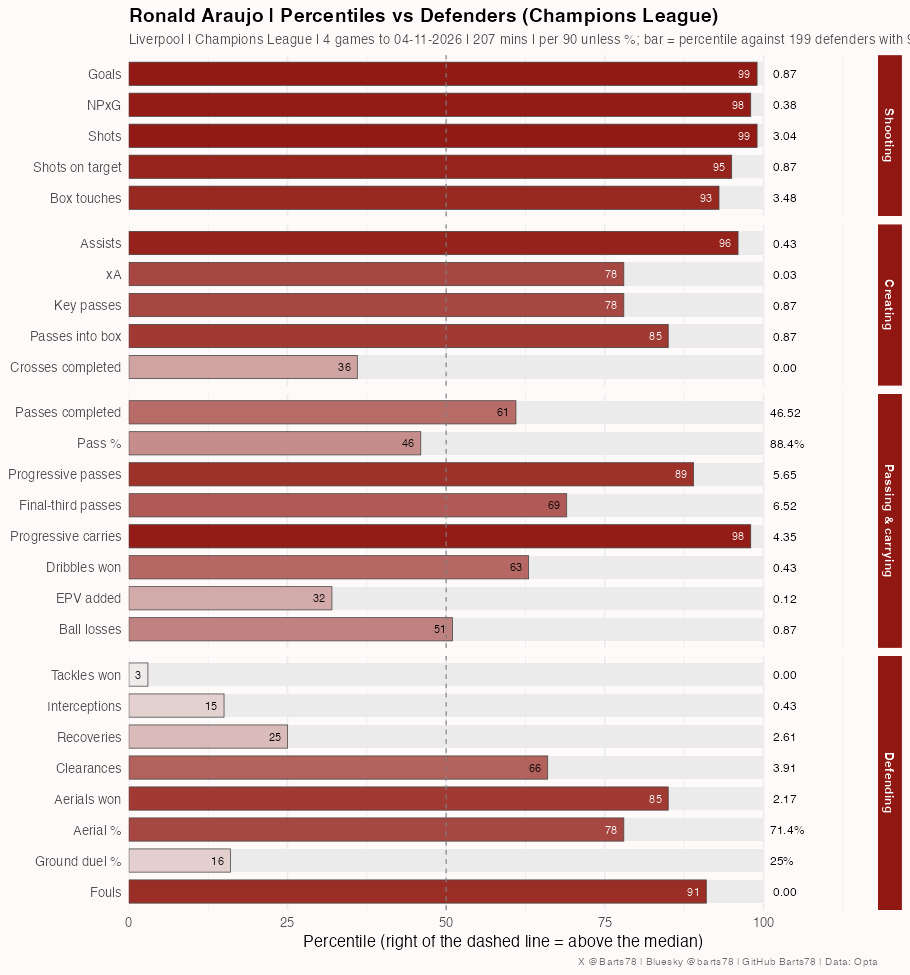 Ronald Araujo | Percentiles vs Defenders (Champions League)
Liverpool | Champions League | 4 games to 04-11-2026 | 207 mins | per 90 unless %; bar = percentile against 199 defenders with 9
Goals 99 0.87
NPxG 98 0.38
Shots 99 3.04
Shots on target 95 0.87
Box touches 93 3.48
Shooting
Assists 96 0.43
xA 78 0.03
Key passes 78 0.87
Passes into box 85 0.87
Crosses completed 36 0.00
Creating
Passes completed 61 46.52
Pass % 46 88.4%
Progressive passes 89 5.65
Final-third passes 69 6.52
Progressive carries 98 4.35
Dribbles won 63 0.43
EPV added 32 0.12
Ball losses 51 0.87
Passing & carrying
Tackles won 3 0.00
Interceptions 15 0.43
Recoveries 25 2.61
Clearances 66 3.91
Aerials won 85 2.17
Aerial % 78 71.4%
Ground duel % 16 25%
Fouls 91 0.00
Defending
0 25 50 75 100
Percentile (right of the dashed line = above the median)
X @Barts78 | Bluesky @barts78 | GitHub Barts78 | Data: Opta